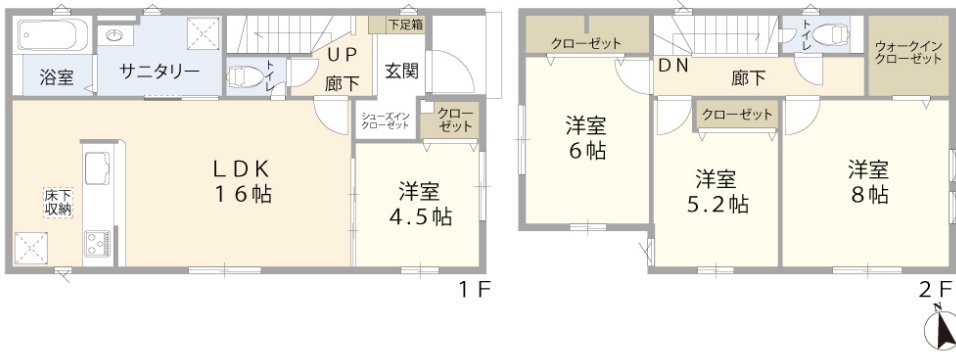 浴室
サニタリー
トイレ
UP
廊下
下足箱
玄関
シューズイン
クローゼット
クロー
ゼット
LDK
16帖
床下
収納
洋室
4.5帖
1F
クローゼット
DN
廊下
トイレ
ウォークイン
クローゼット
洋室
6帖
クローゼット
洋室
5.2帖
洋室
8帖
2F
N